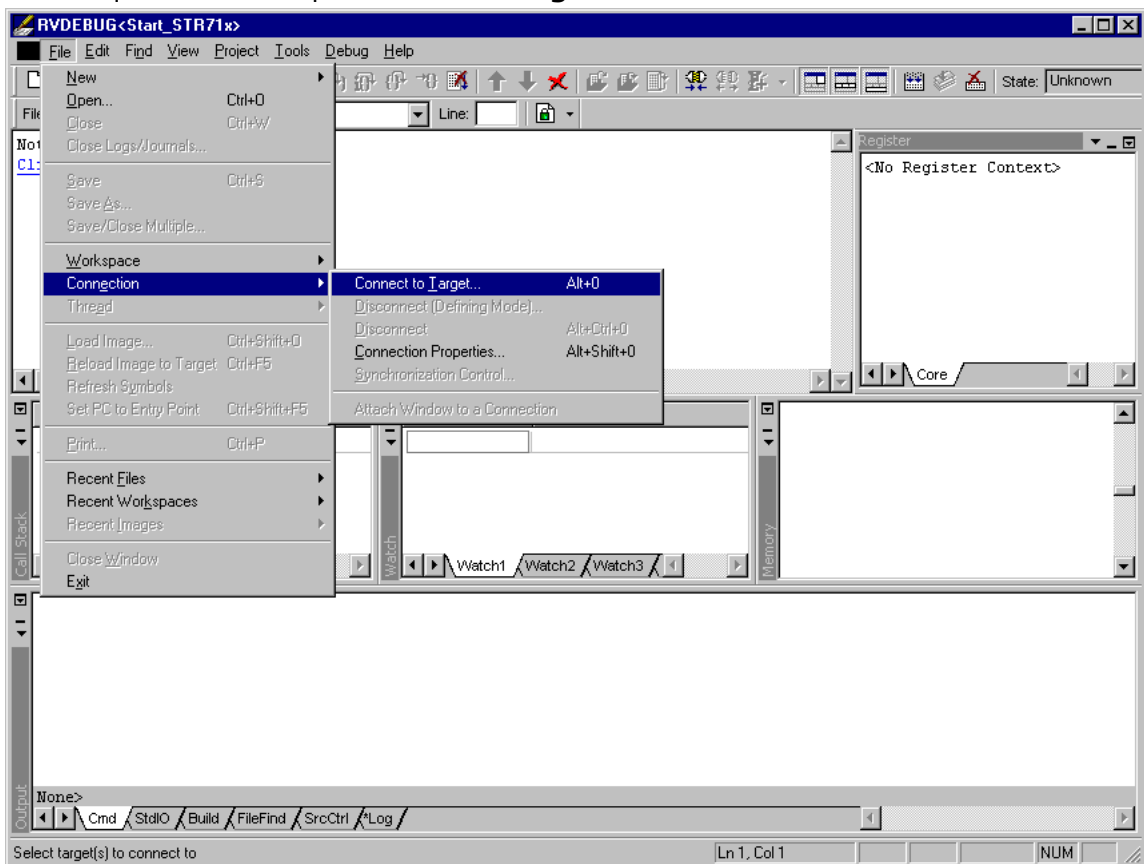 RVDEBUG<Start_STR71x>
File Edit Find View Project Tools Debug Help
State: Unknown
Line:
New
Open... Ctrl+O
Close Ctrl+W
Close Logs/Journals...
Save Ctrl+S
Save As...
Save/Close Multiple...
Workspace
Connection
Thread
Load Image... Ctrl+Shift+O
Reload Image to Target Ctrl+F5
Refresh Symbols
Set PC to Entry Point Ctrl+Shift+F5
Print... Ctrl+P
Recent Files
Recent Workspaces
Recent Images
Close Window
Exit
Connect to Target... Alt+0
Disconnect (Defining Mode)...
Disconnect Alt+Ctrl+0
Connection Properties... Alt+Shift+0
Synchronization Control...
Attach Window to a Connection
Register
<No Register Context>
Core
Call Stack
Watch
Watch1 Watch2 Watch3
Memory
Output
None>
Cmd StdIO Build FileFind SrcCtrl *Log
Select target(s) to connect to Ln 1, Col 1 NUM